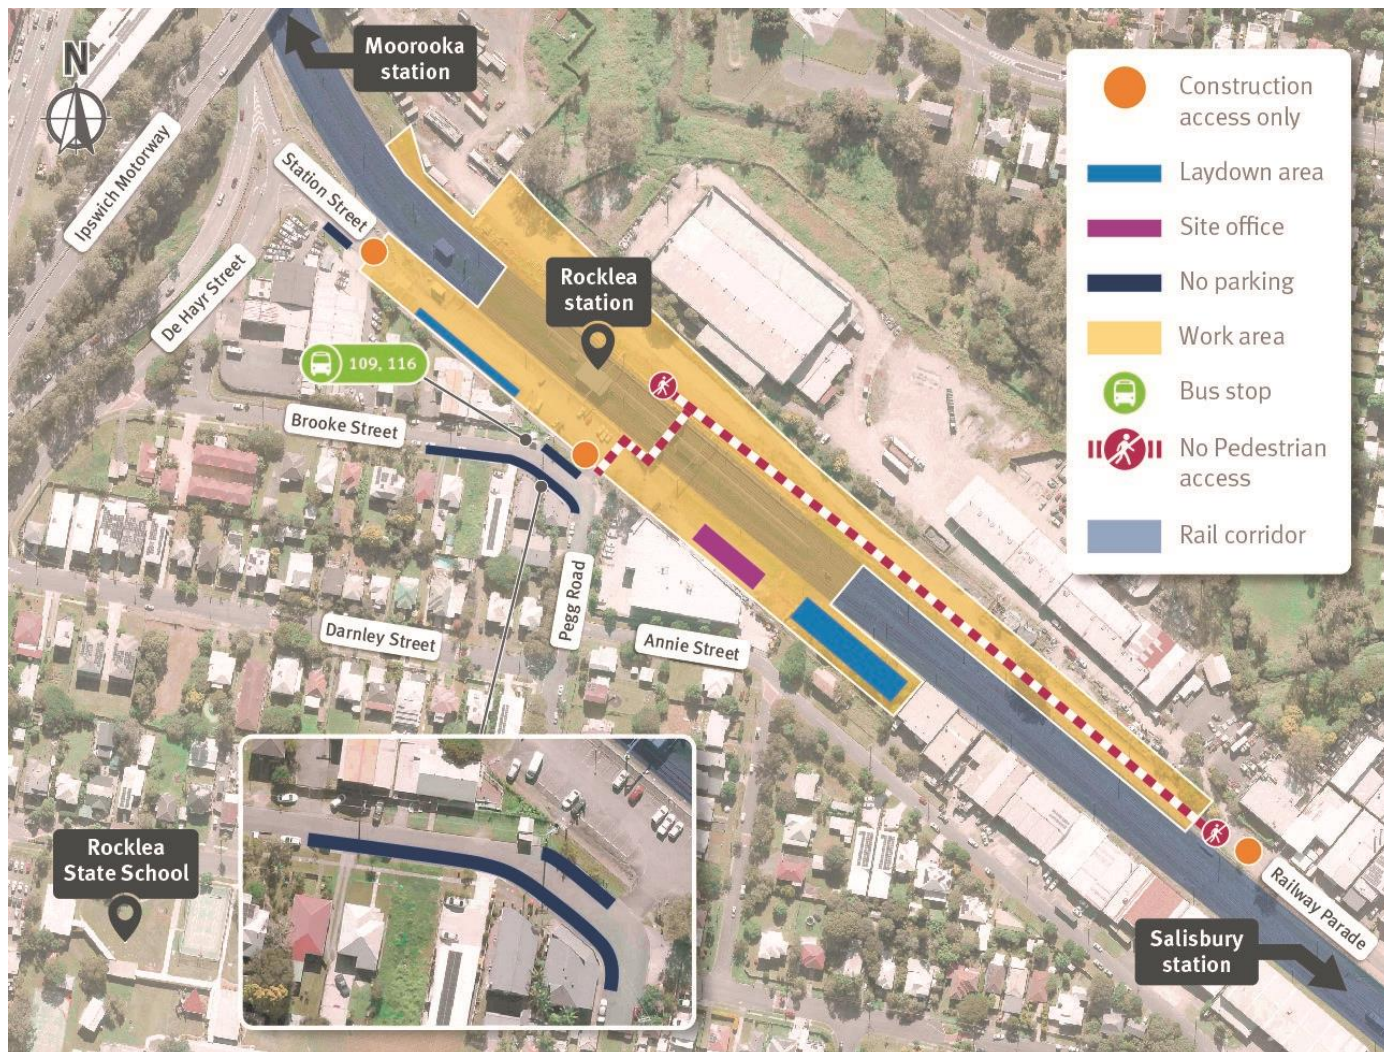 Moorooka
station
N
Ipswich Motorway
Station Street
De Hayr Street
Rocklea
station
109, 116
Brooke Street
Pegg Road
Darnley Street
Annie Street
Rocklea
State School
Railway Parade
Salisbury
station
Construction
access only
Laydown area
Site office
No parking
Work area
Bus stop
No Pedestrian
access
Rail corridor